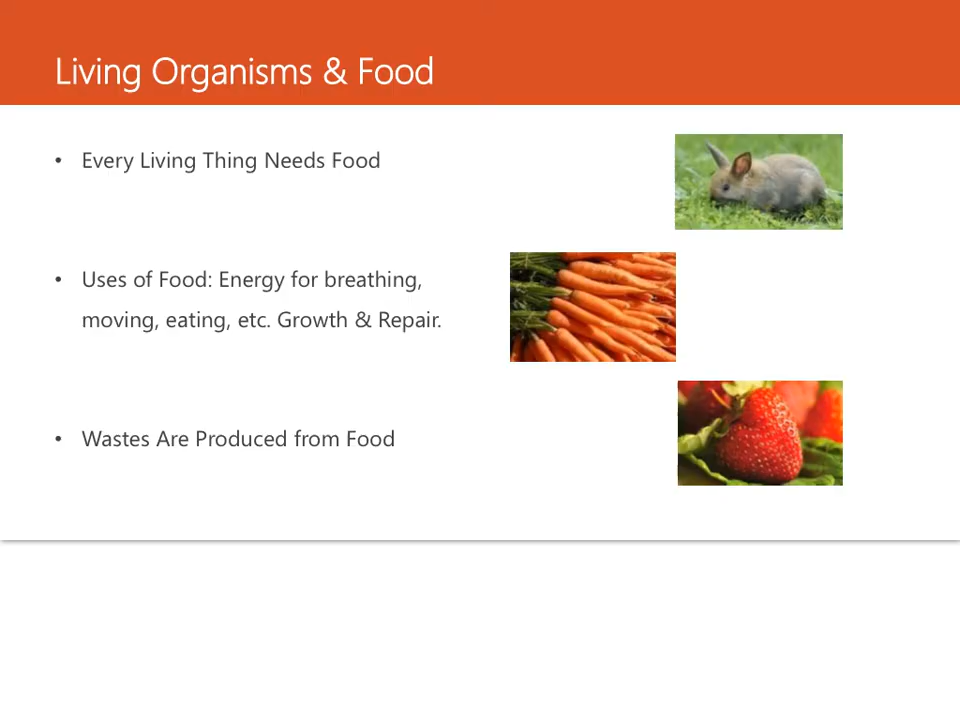 Living Organisms & Food
• Every Living Thing Needs Food
• Uses of Food: Energy for breathing,
moving, eating, etc. Growth & Repair.
• Wastes Are Produced from Food